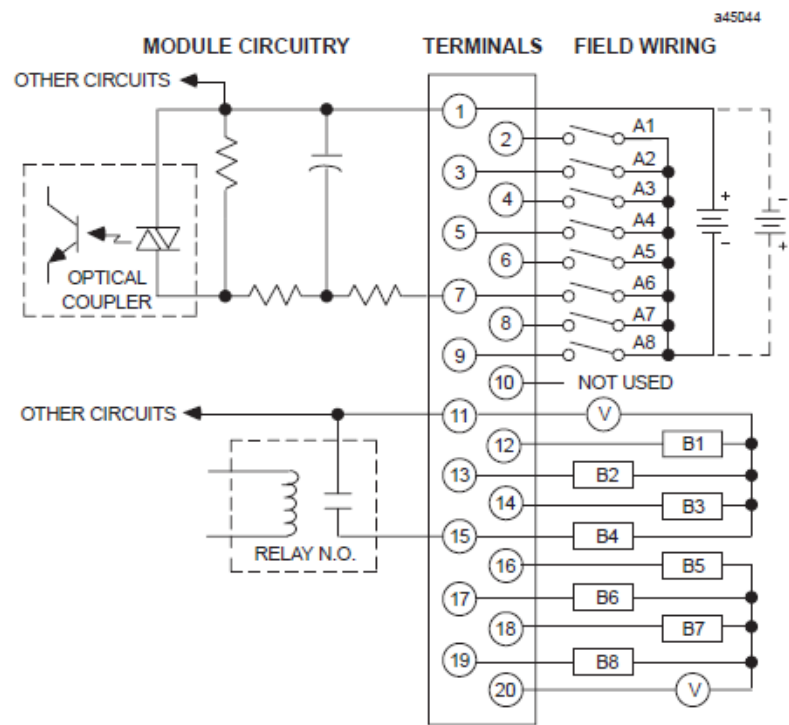 a45044
MODULE CIRCUITRY TERMINALS FIELD WIRING
OTHER CIRCUITS
1
2 A1
3 A2
4 A3
5 A4
6 A5
7 A6
8 A7
9 A8
+ -
- +
OPTICAL
COUPLER
10 NOT USED
OTHER CIRCUITS 11 V
12 B1
13 B2
14 B3
15 B4
RELAY N.O.
16 B5
17 B6
18 B7
19 B8
20 V